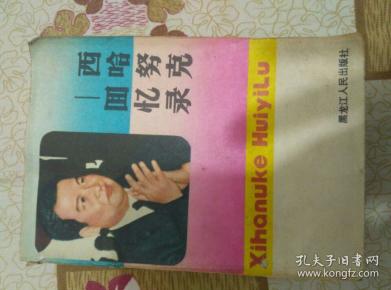 西哈努克
—回忆录
Xihanuke HuiyiLu
黑龙江人民出版社
孔夫子旧书网
www.kongfz.com